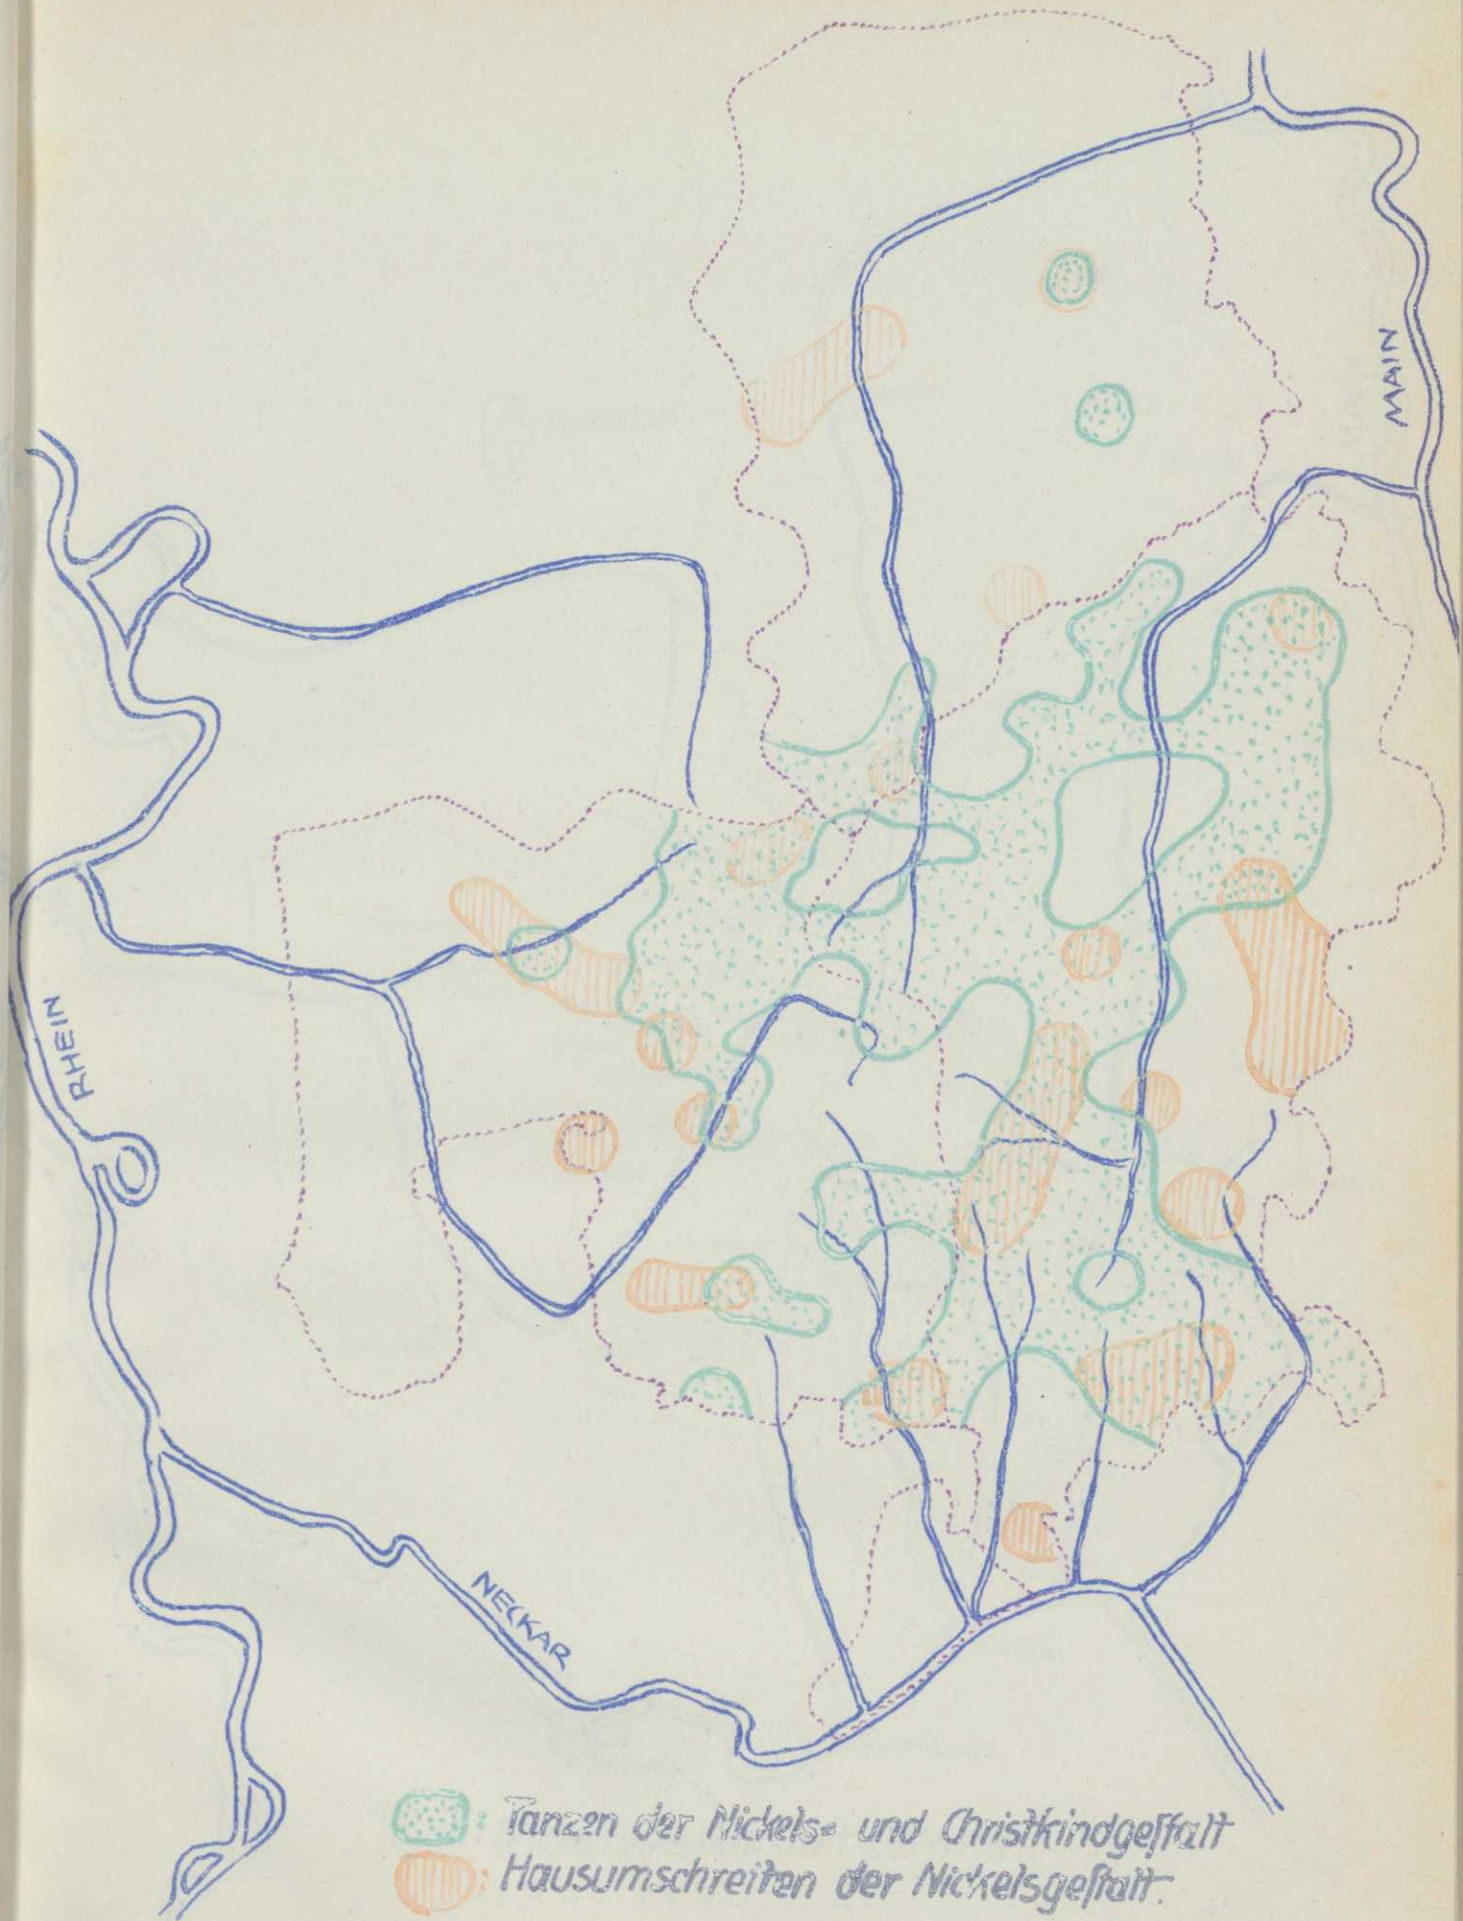 MAIN
RHEIN
NECKAR
: Tanzen der Nickels= und Christkindgeſtalt
: Hausumschreiten der Nickelsgeſtalt.